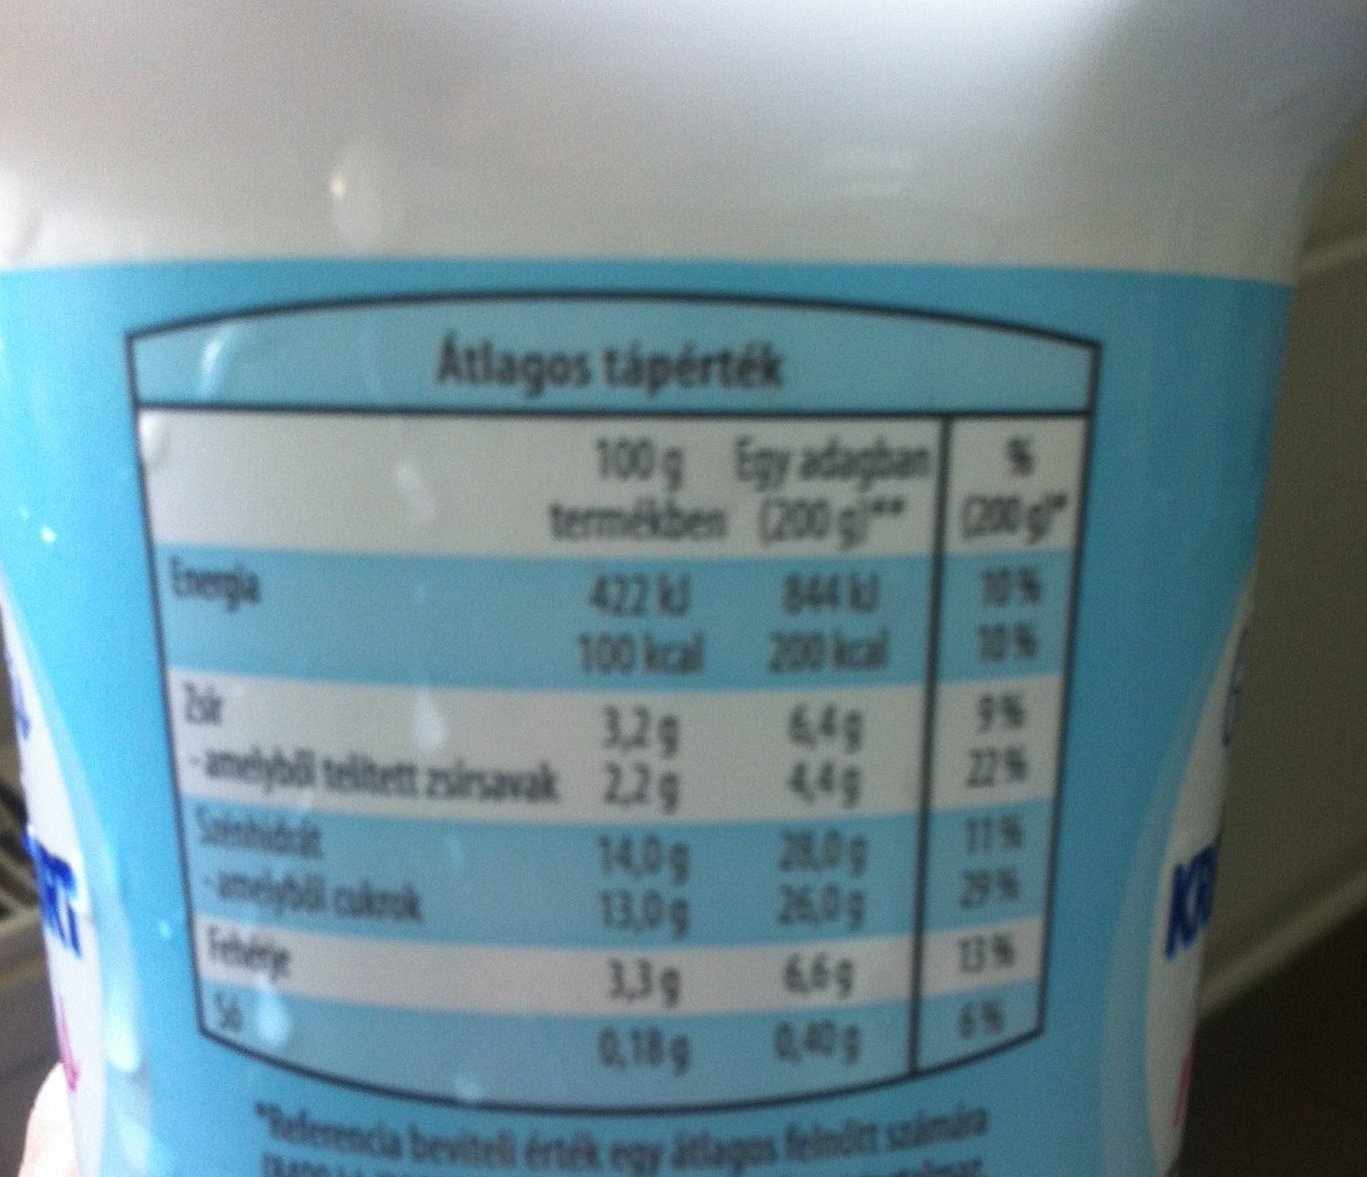 Átlagos tápérték
100 g Egy adagban %
termékben (200 g)** (200 g)*
Energia 422 kJ 844 kJ 10 %
100 kcal 200 kcal 10 %
Zsír 3,2 g 6,4 g 9 %
- amelyből telített zsírsavak 2,2 g 4,4 g 22 %
Szénhidrát 14,0 g 28,0 g 11 %
- amelyből cukrok 13,0 g 26,0 g 29 %
Fehérje 3,3 g 6,6 g 13 %
Só 0,18 g 0,40 g 6 %
*Referencia beviteli érték egy átlagos felnőtt számára